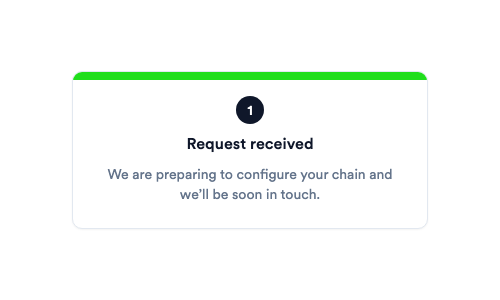 1
Request received
We are preparing to configure your chain and
we’ll be soon in touch.